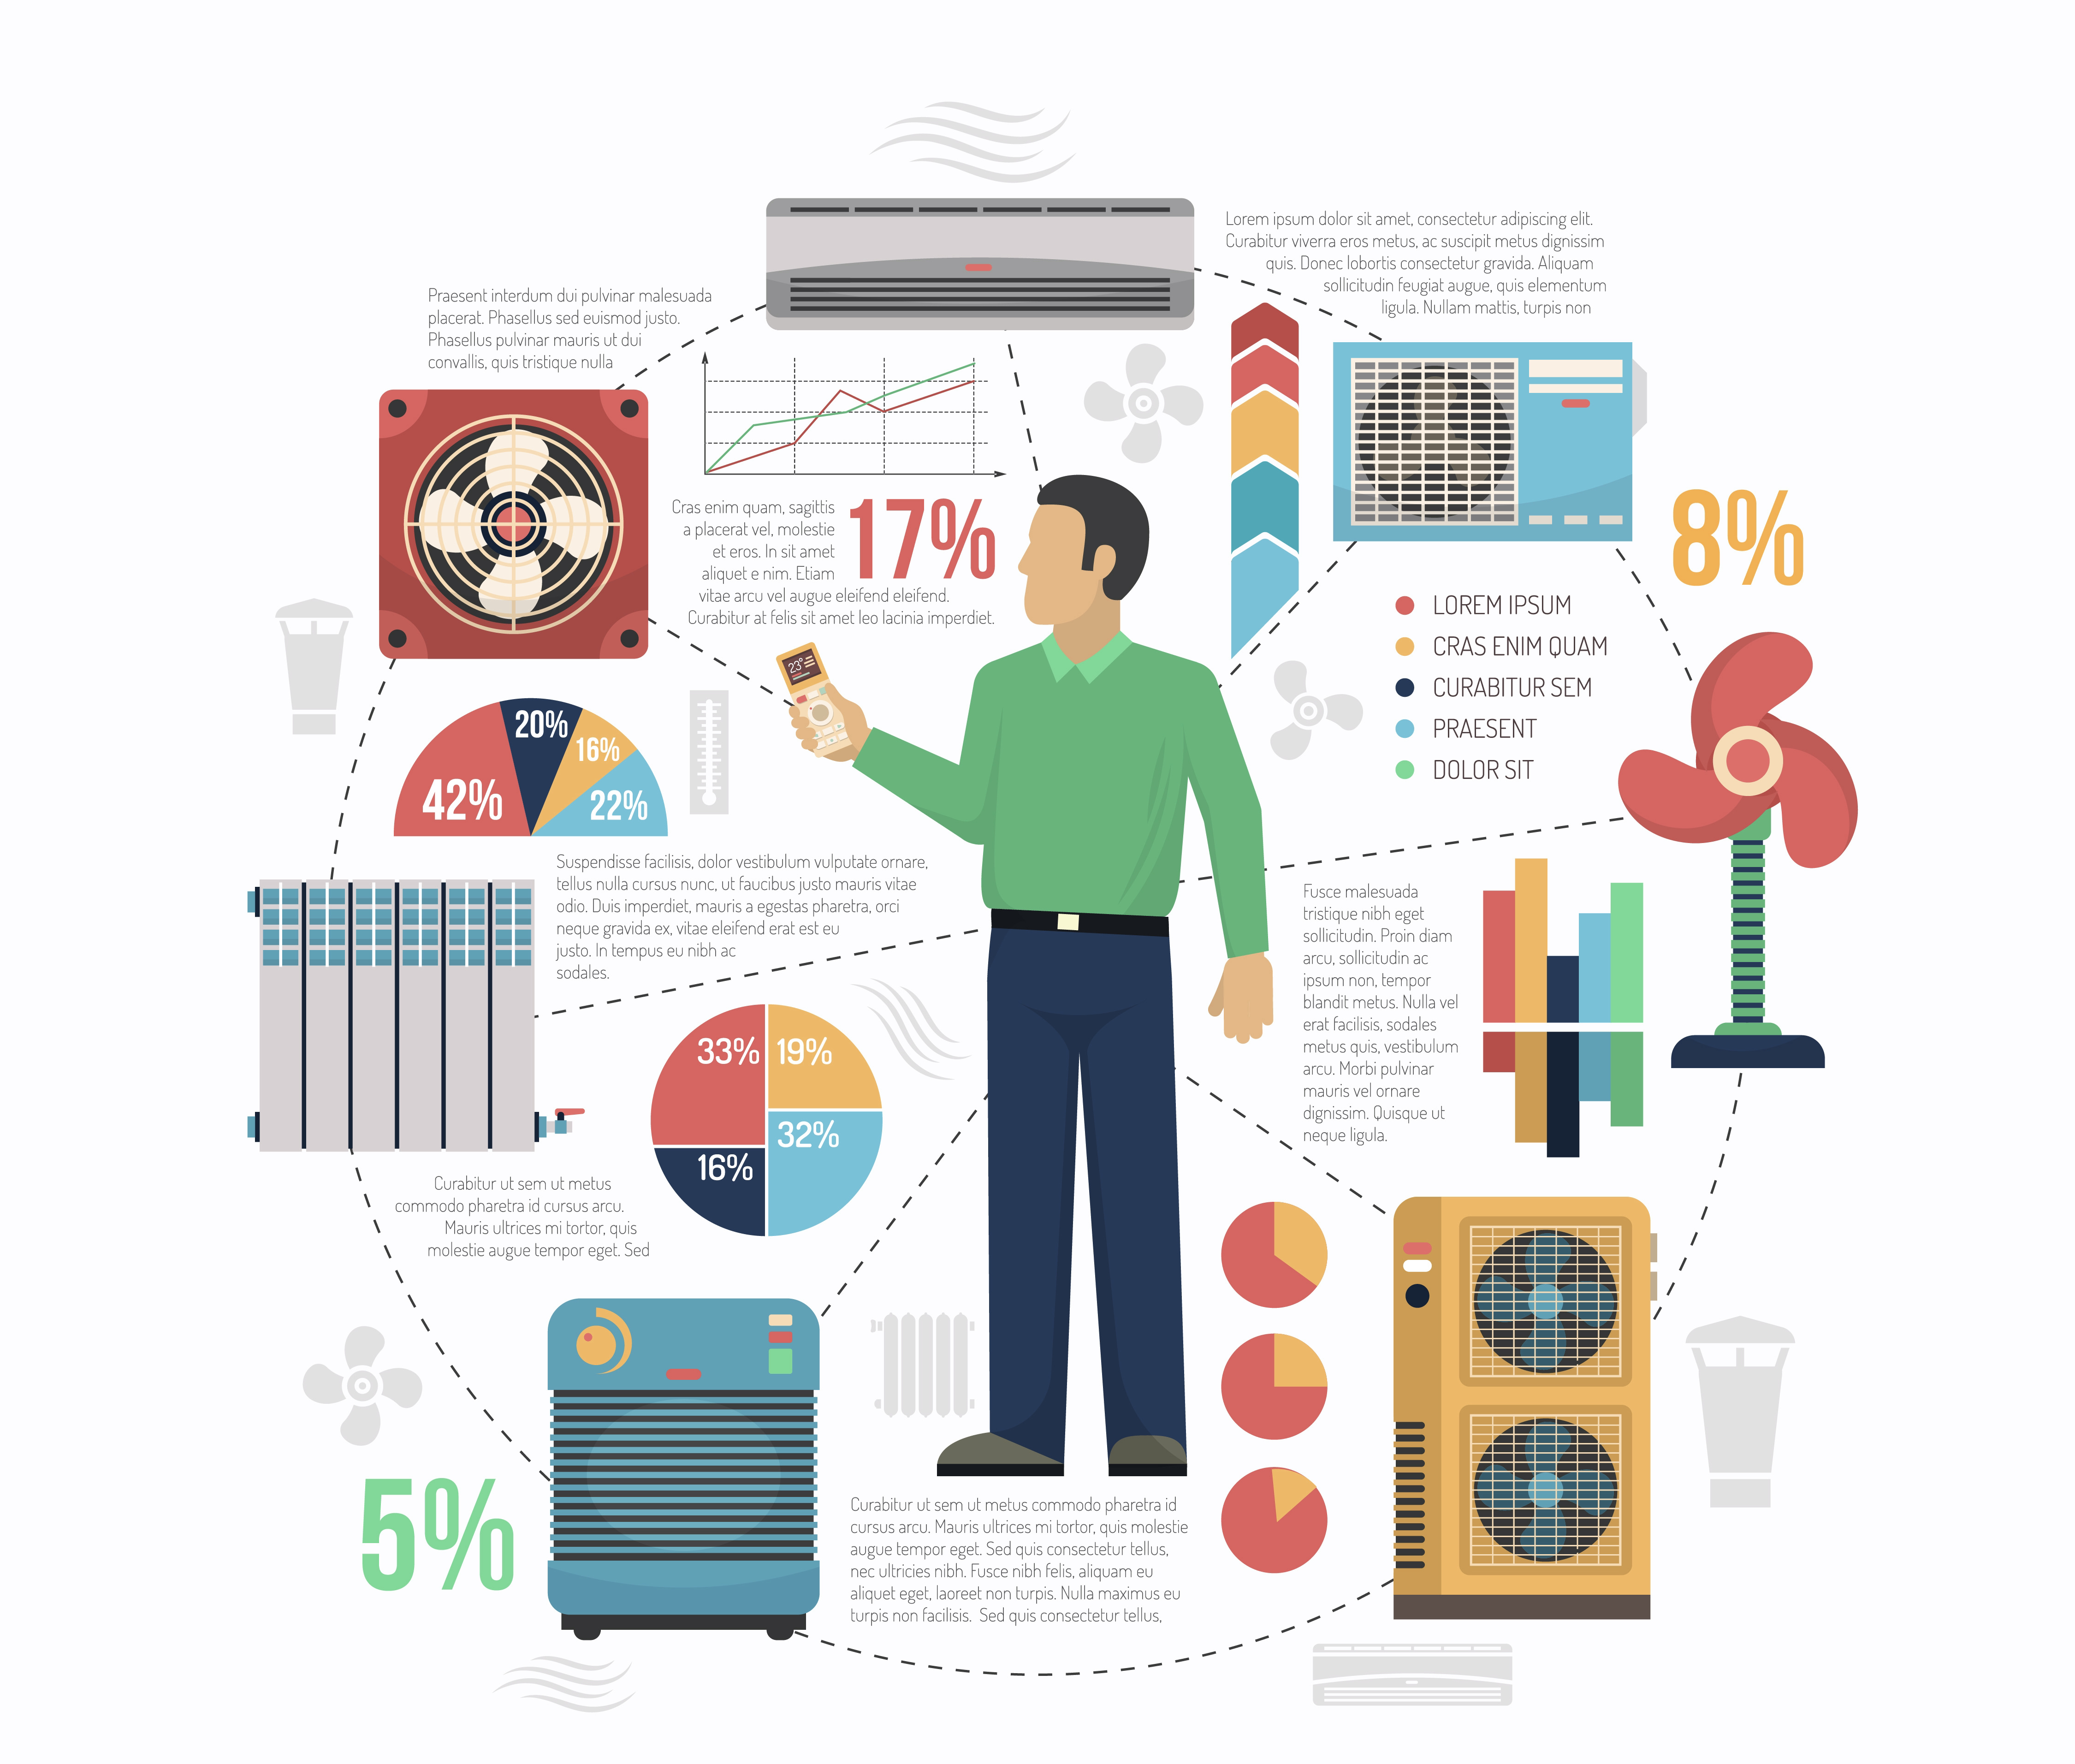 Lorem ipsum dolor sit amet, consectetur adipiscing elit.
Curabitur viverra eros metus, ac suscipit metus dignissim
quis. Donec lobortis consectetur gravida. Aliquam
sollicitudin feugiat augue, quis elementum
ligula. Nullam mattis, turpis non
Praesent interdum dui pulvinar malesuada
placerat. Phasellus sed euismod justo.
Phasellus pulvinar mauris ut dui
convallis, quis tristique nulla
Cras enim quam, sagittis
a placerat vel, molestie
et eros. In sit amet
aliquet e nim. Etiam
vitae arcu vel augue eleifend eleifend.
Curabitur at felis sit amet leo lacinia imperdiet.
17%
8%
LOREM IPSUM
CRAS ENIM QUAM
CURABITUR SEM
PRAESENT
DOLOR SIT
23°
42%
20%
16%
22%
Suspendisse facilisis, dolor vestibulum vulputate ornare,
tellus nulla cursus nunc, ut faucibus justo mauris vitae
odio. Duis imperdiet, mauris a egestas pharetra, orci
neque gravida ex, vitae eleifend erat est eu
justo. In tempus eu nibh ac
sodales.
Fusce malesuada
tristique nibh eget
sollicitudin. Proin diam
arcu, sollicitudin ac
ipsum non, tempor
blandit metus. Nulla vel
erat facilisis, sodales
metus quis, vestibulum
arcu. Morbi pulvinar
mauris vel ornare
dignissim. Quisque ut
neque ligula.
33%
19%
32%
16%
Curabitur ut sem ut metus
commodo pharetra id cursus arcu.
Mauris ultrices mi tortor, quis
molestie augue tempor eget. Sed
5%
Curabitur ut sem ut metus commodo pharetra id
cursus arcu. Mauris ultrices mi tortor, quis molestie
augue tempor eget. Sed quis consectetur tellus,
nec ultricies nibh. Fusce nibh felis, aliquam eu
aliquet eget, laoreet non turpis. Nulla maximus eu
turpis non facilisis. Sed quis consectetur tellus,